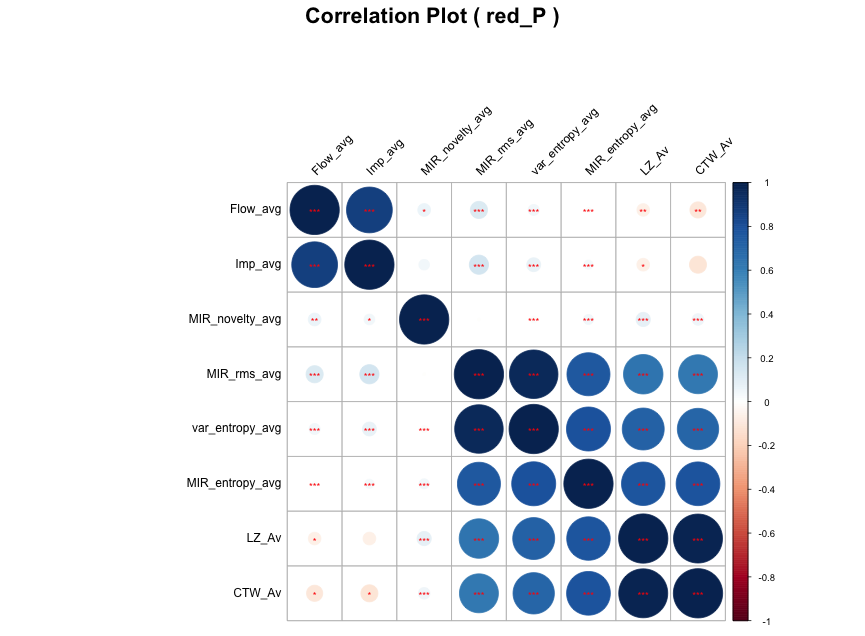 Correlation Plot ( red_P )
Flow_avg
Imp_avg
MIR_novelty_avg
MIR_rms_avg
var_entropy_avg
MIR_entropy_avg
LZ_Av
CTW_Av
Flow_avg *** *** * *** *** *** ** **
Imp_avg *** *** *** *** *** *
MIR_novelty_avg ** * *** *** *** *** ***
MIR_rms_avg *** *** *** *** *** *** ***
var_entropy_avg *** *** *** *** *** *** *** ***
MIR_entropy_avg *** *** *** *** *** *** *** ***
LZ_Av * *** *** *** *** *** ***
CTW_Av * * *** *** *** *** *** ***
1
0.8
0.6
0.4
0.2
0
-0.2
-0.4
-0.6
-0.8
-1